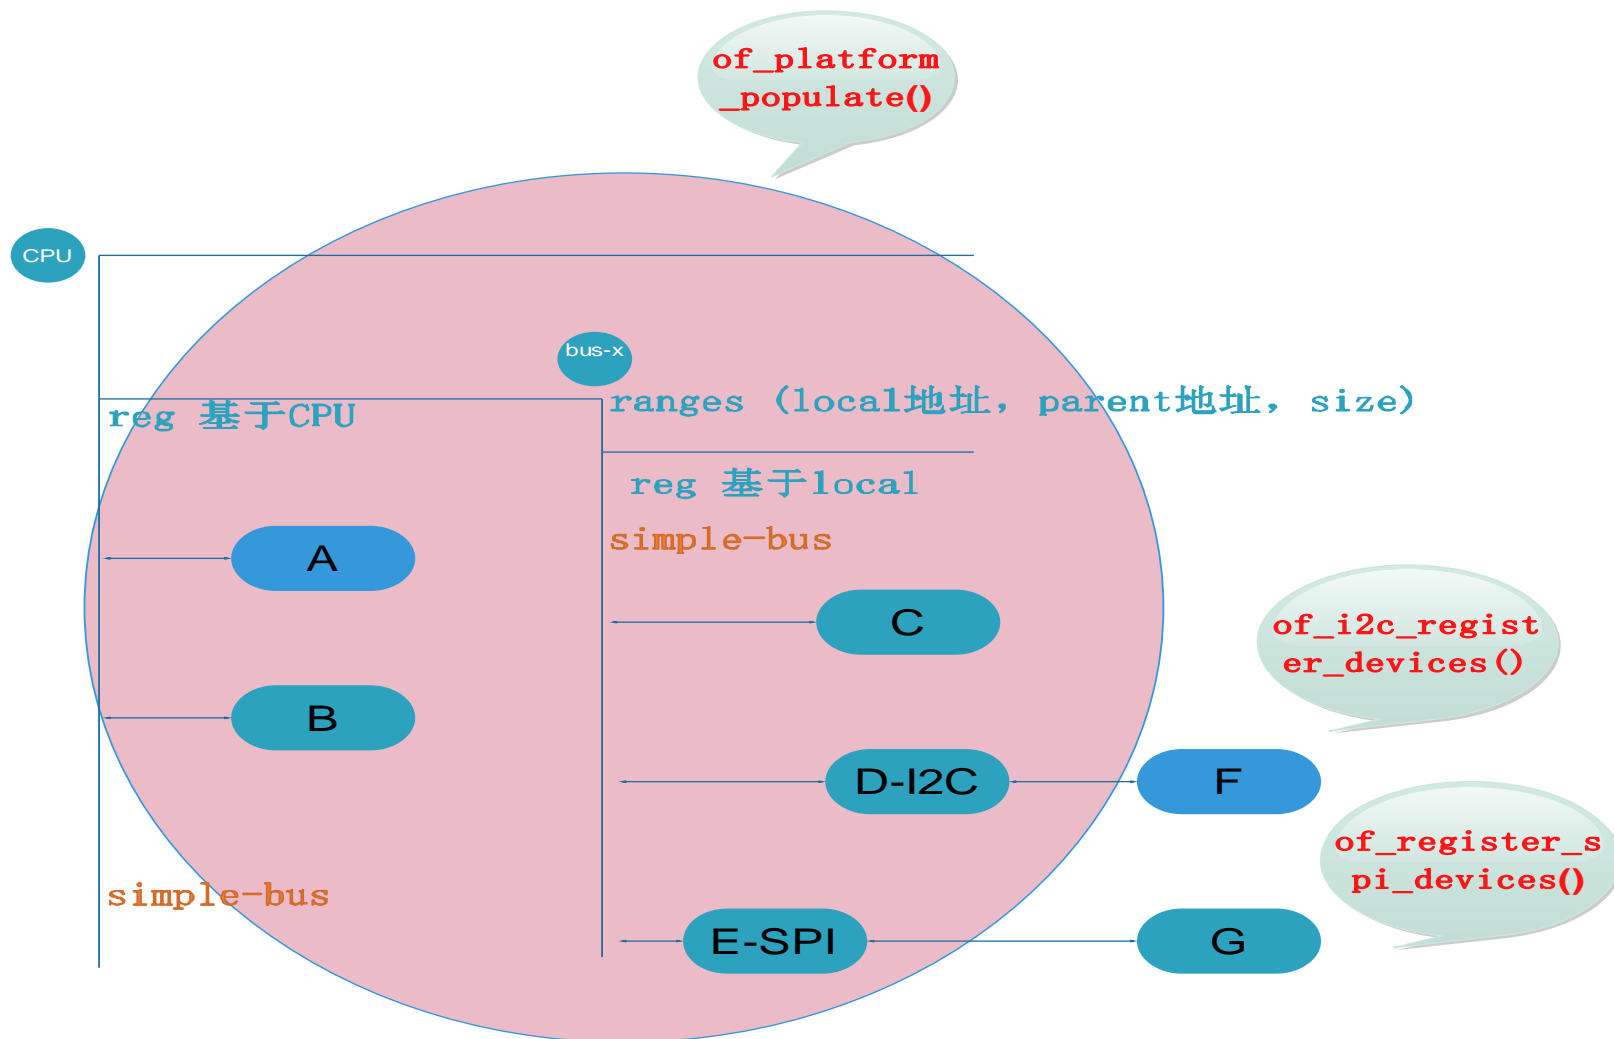 of_platform
_populate()
CPU
bus-x
ranges (local地址, parent地址, size)
reg 基于CPU
reg 基于local
simple-bus
A
C
of_i2c_regist
er_devices()
B
D-I2C
F
of_register_s
pi_devices()
simple-bus
E-SPI
G